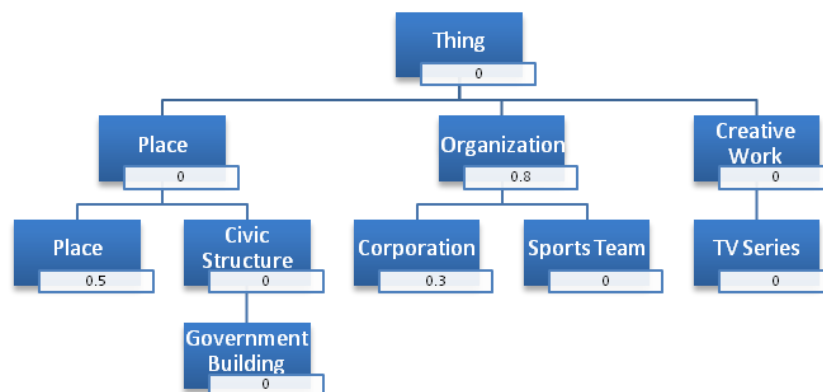 Thing
0
Place
0
Organization
0.8
Creative
Work
0
Place
0.5
Civic
Structure
0
Corporation
0.3
Sports Team
0
TV Series
0
Government
Building
0